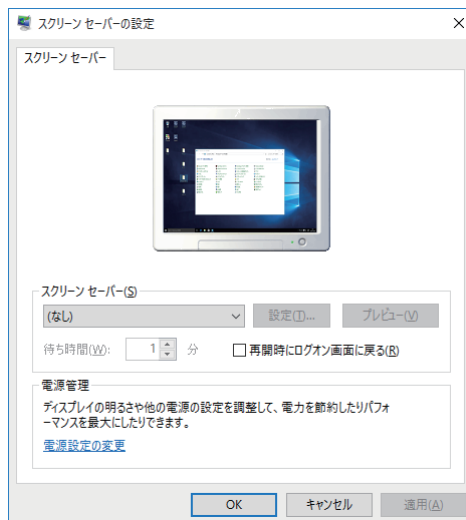 スクリーン セーバーの設定
スクリーン セーバー
スクリーン セーバー(S)
(なし)
設定(T)...
プレビュー(V)
待ち時間(W): 1 分
再開時にログオン画面に戻る(R)
電源管理
ディスプレイの明るさや他の電源の設定を調整して、電力を節約したりパフォ
ーマンスを最大にしたりできます。
電源設定の変更
OK
キャンセル
適用(A)